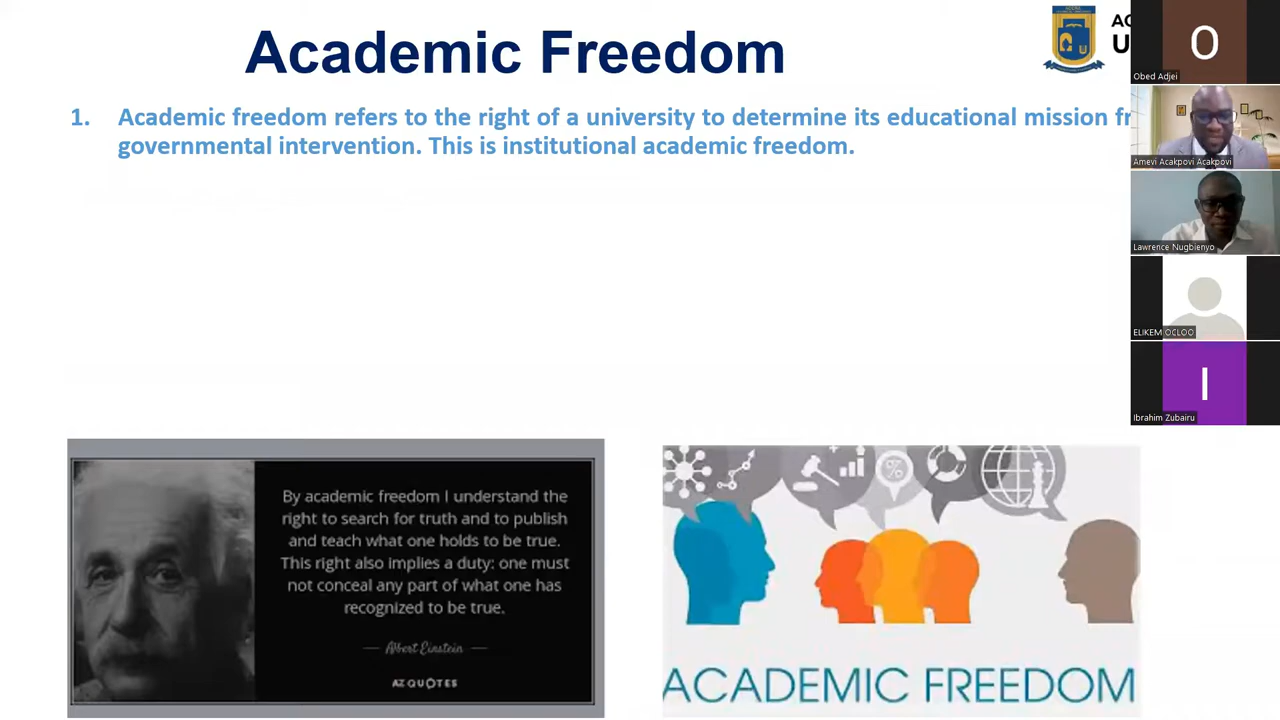 Academic Freedom
1. Academic freedom refers to the right of a university to determine its educational mission fr
governmental intervention. This is institutional academic freedom.
By academic freedom I understand the
right to search for truth and to publish
and teach what one holds to be true.
This right also implies a duty: one must
not conceal any part of what one has
recognized to be true.
Albert Einstein
AZ QUOTES
%
ACADEMIC FREEDOM
AC
U
O
Obed Adjei
Amevi Acakpovi Acakpovi
Lawrence Nugbienyo
ELIKEM OCLOO
I
Ibrahim Zubairu